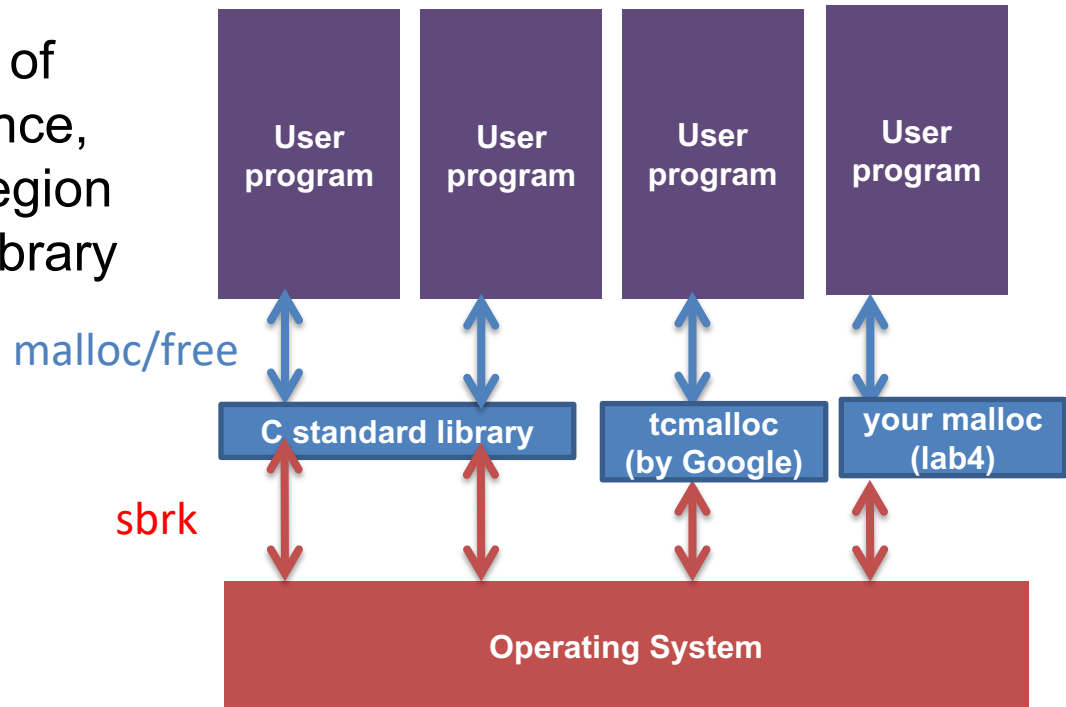 of
nce,
egion
ibrary
User
program
User
program
User
program
User
program
malloc/free
C standard library
tcmalloc
(by Google)
your malloc
(lab4)
sbrk
Operating System